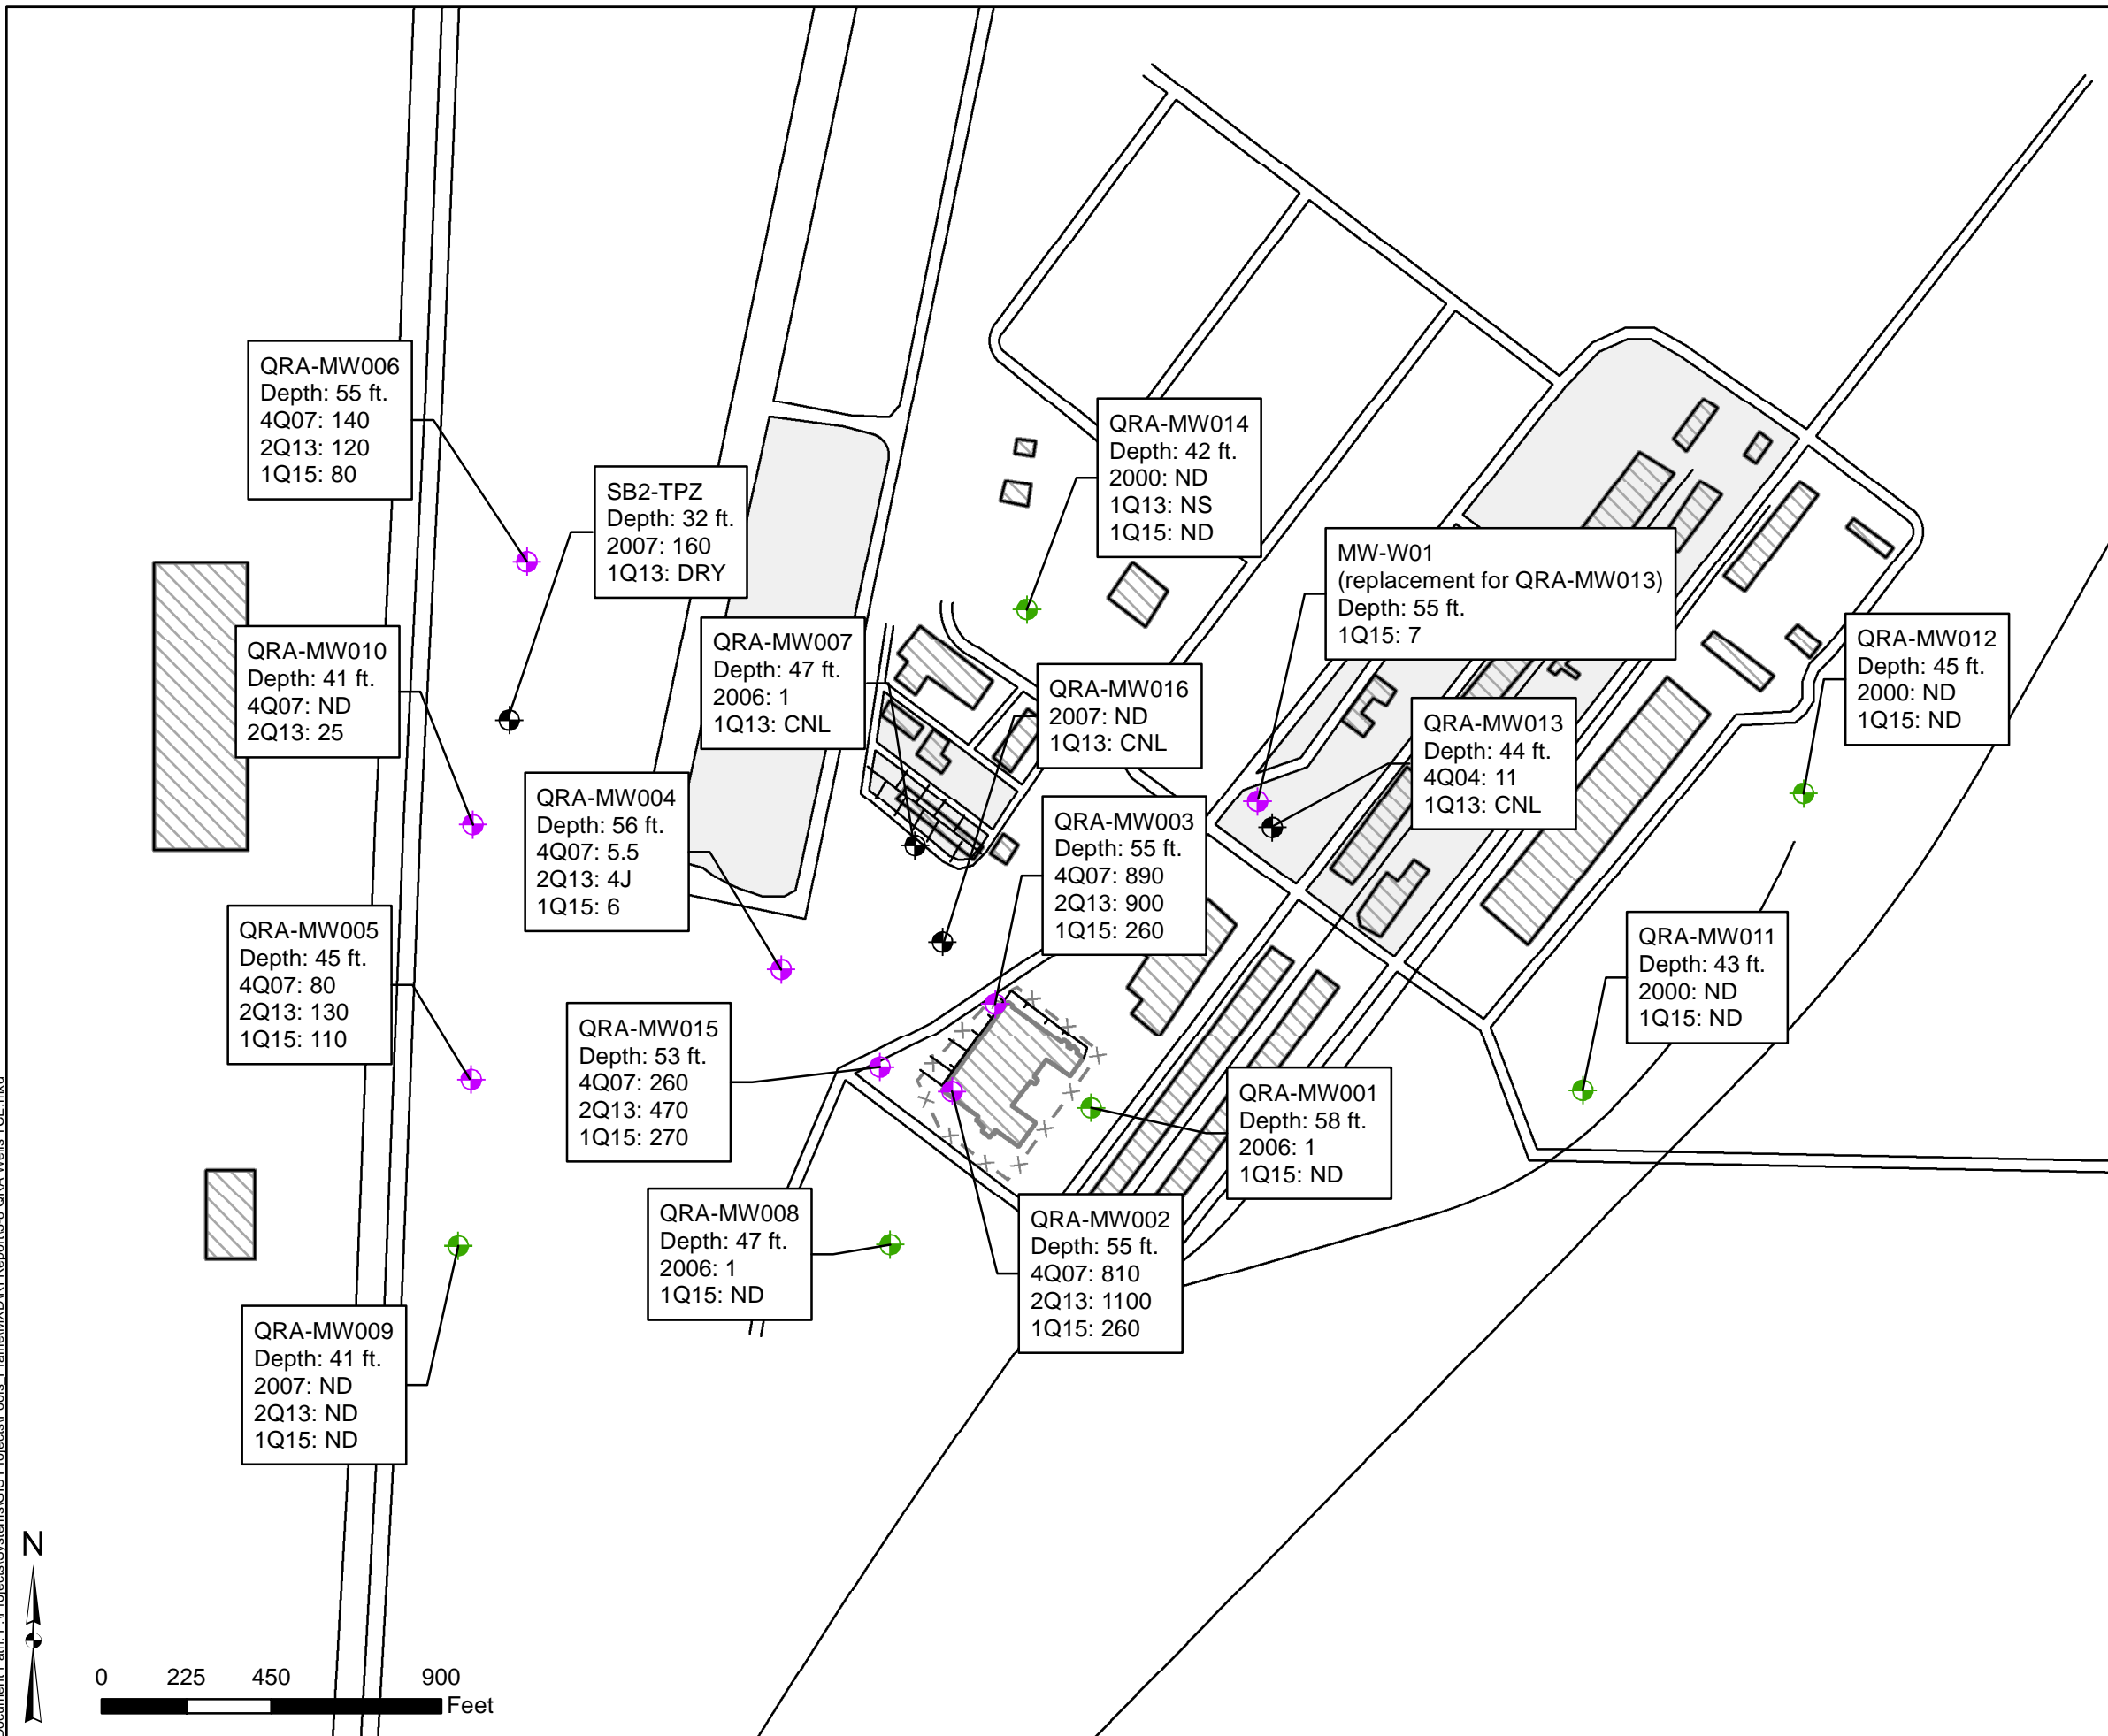 QRA-MW006
Depth: 55 ft.
4Q07: 140
2Q13: 120
1Q15: 80
QRA-MW014
Depth: 42 ft.
2000: ND
1Q13: NS
1Q15: ND
SB2-TPZ
Depth: 32 ft.
2007: 160
1Q13: DRY
MW-W01
(replacement for QRA-MW013)
Depth: 55 ft.
1Q15: 7
QRA-MW010
Depth: 41 ft.
4Q07: ND
2Q13: 25
QRA-MW007
Depth: 47 ft.
2006: 1
1Q13: CNL
QRA-MW016
2007: ND
1Q13: CNL
QRA-MW012
Depth: 45 ft.
2000: ND
1Q15: ND
QRA-MW013
Depth: 44 ft.
4Q04: 11
1Q13: CNL
QRA-MW004
Depth: 56 ft.
4Q07: 5.5
2Q13: 4J
1Q15: 6
QRA-MW003
Depth: 55 ft.
4Q07: 890
2Q13: 900
1Q15: 260
QRA-MW005
Depth: 45 ft.
4Q07: 80
2Q13: 130
1Q15: 110
QRA-MW011
Depth: 43 ft.
2000: ND
1Q15: ND
QRA-MW015
Depth: 53 ft.
4Q07: 260
2Q13: 470
1Q15: 270
QRA-MW001
Depth: 58 ft.
2006: 1
1Q15: ND
QRA-MW008
Depth: 47 ft.
2006: 1
1Q15: ND
QRA-MW002
Depth: 55 ft.
4Q07: 810
2Q13: 1100
1Q15: 260
QRA-MW009
Depth: 41 ft.
2007: ND
2Q13: ND
1Q15: ND
N
0 225 450 900
Feet